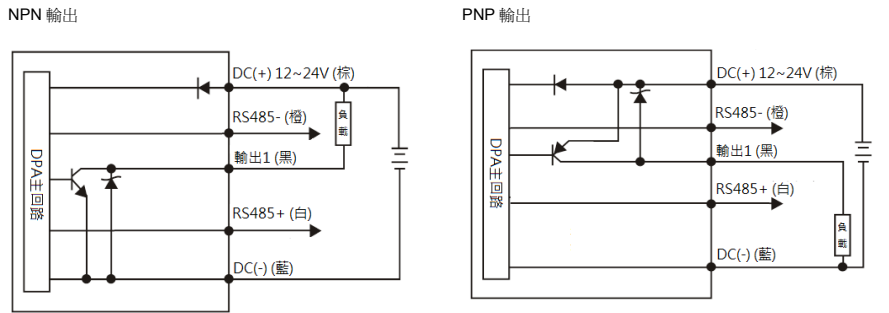 NPN 輸出
DC(+) 12~24V (棕)
RS485- (橙)
負載
輸出1 (黑)
DPA主回路
RS485+ (白)
DC(-) (藍)
PNP 輸出
DC(+) 12~24V (棕)
RS485- (橙)
輸出1 (黑)
DPA主回路
RS485+ (白)
負載
DC(-) (藍)